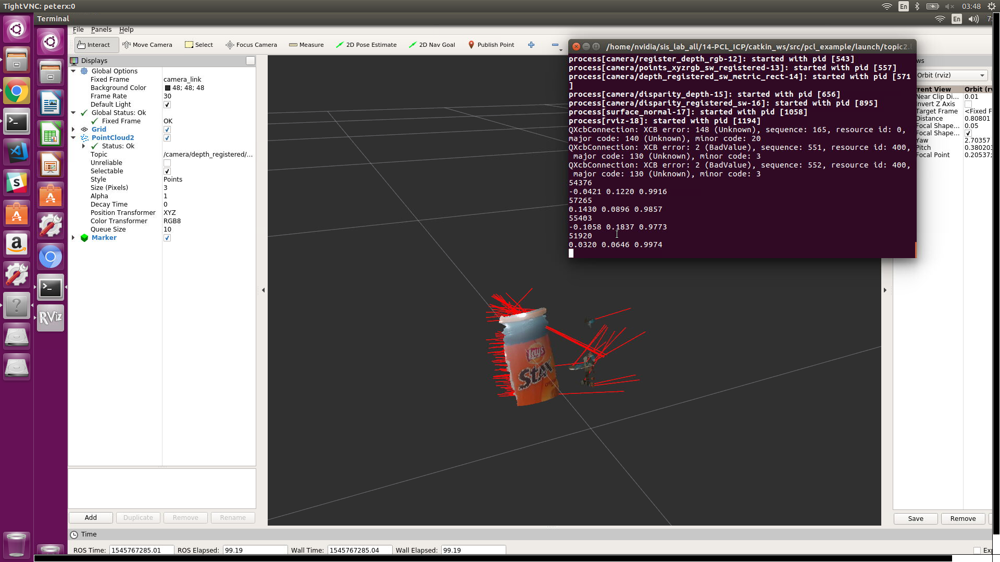 TightVNC: peterx:0
En
03:48
Terminal
En
7:
File Panels Help
Interact
Move Camera
Select
Focus Camera
Measure
2D Pose Estimate
2D Nav Goal
Publish Point
Displays
Global Options
Fixed Frame camera_link
Background Color 48; 48; 48
Frame Rate 30
Default Light
Global Status: Ok
Fixed Frame OK
Grid
PointCloud2
Status: Ok
Topic /camera/depth_registered/...
Unreliable
Selectable
Style Points
Size (Pixels) 3
Alpha 1
Decay Time 0
Position Transformer XYZ
Color Transformer RGB8
Queue Size 10
Marker
Add
Duplicate
Remove
Rename
/home/nvidia/sis_lab_all/14-PCL_ICP/catkin_ws/src/pcl_example/launch/topic2.l
process[camera/register_depth_rgb-12]: started with pid [543]
process[camera/points_xyzrgb_sw_registered-13]: started with pid [557]
process[camera/depth_registered_sw_metric_rect-14]: started with pid [571
]
process[camera/disparity_depth-15]: started with pid [656]
process[camera/disparity_registered_sw-16]: started with pid [895]
process[surface_normal-17]: started with pid [1058]
process[rviz-18]: started with pid [1194]
QXcbConnection: XCB error: 148 (Unknown), sequence: 165, resource id: 0,
major code: 140 (Unknown), minor code: 20
QXcbConnection: XCB error: 2 (BadValue), sequence: 551, resource id: 400,
major code: 130 (Unknown), minor code: 3
QXcbConnection: XCB error: 2 (BadValue), sequence: 552, resource id: 400,
major code: 130 (Unknown), minor code: 3
54376
-0.0421 0.1220 0.9916
57265
0.1430 0.0896 0.9857
55403
-0.1058 0.1837 0.9773
51920
0.0320 0.0646 0.9974
ws
Orbit (rviz)
rent View Orbit (rv
Near Clip Di... 0.01
Invert Z Axis
Target Frame <Fixed F
Distance 0.80801
Focal Shape... 0.05
Focal Shape...
Yaw 2.70357
Pitch 0.380203
Focal Point 0.20537;
Save
Remove
Lay's
STAX
RViz
Time
ROS Time: 1545767285.01
ROS Elapsed: 99.19
Wall Time: 1545767285.04
Wall Elapsed: 99.19
Exp